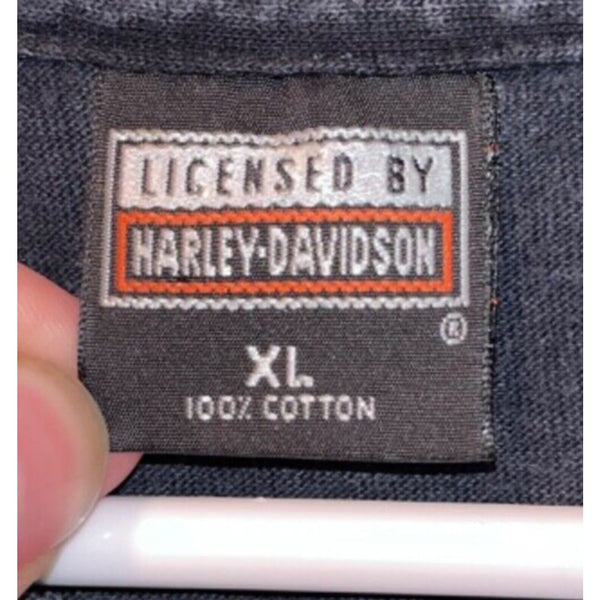 LICENSED BY
HARLEY-DAVIDSON
®
XL
100% COTTON